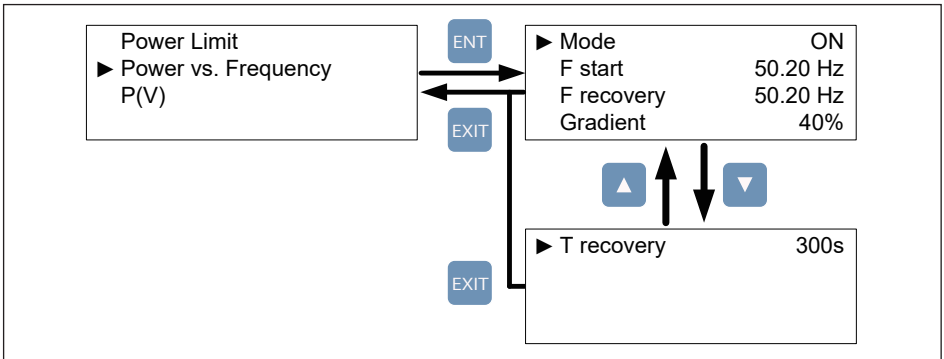 Power Limit
► Power vs. Frequency
P(V)
ENT
EXIT
► Mode ON
F start 50.20 Hz
F recovery 50.20 Hz
Gradient 40%
▲ ▼
► T recovery 300s
EXIT